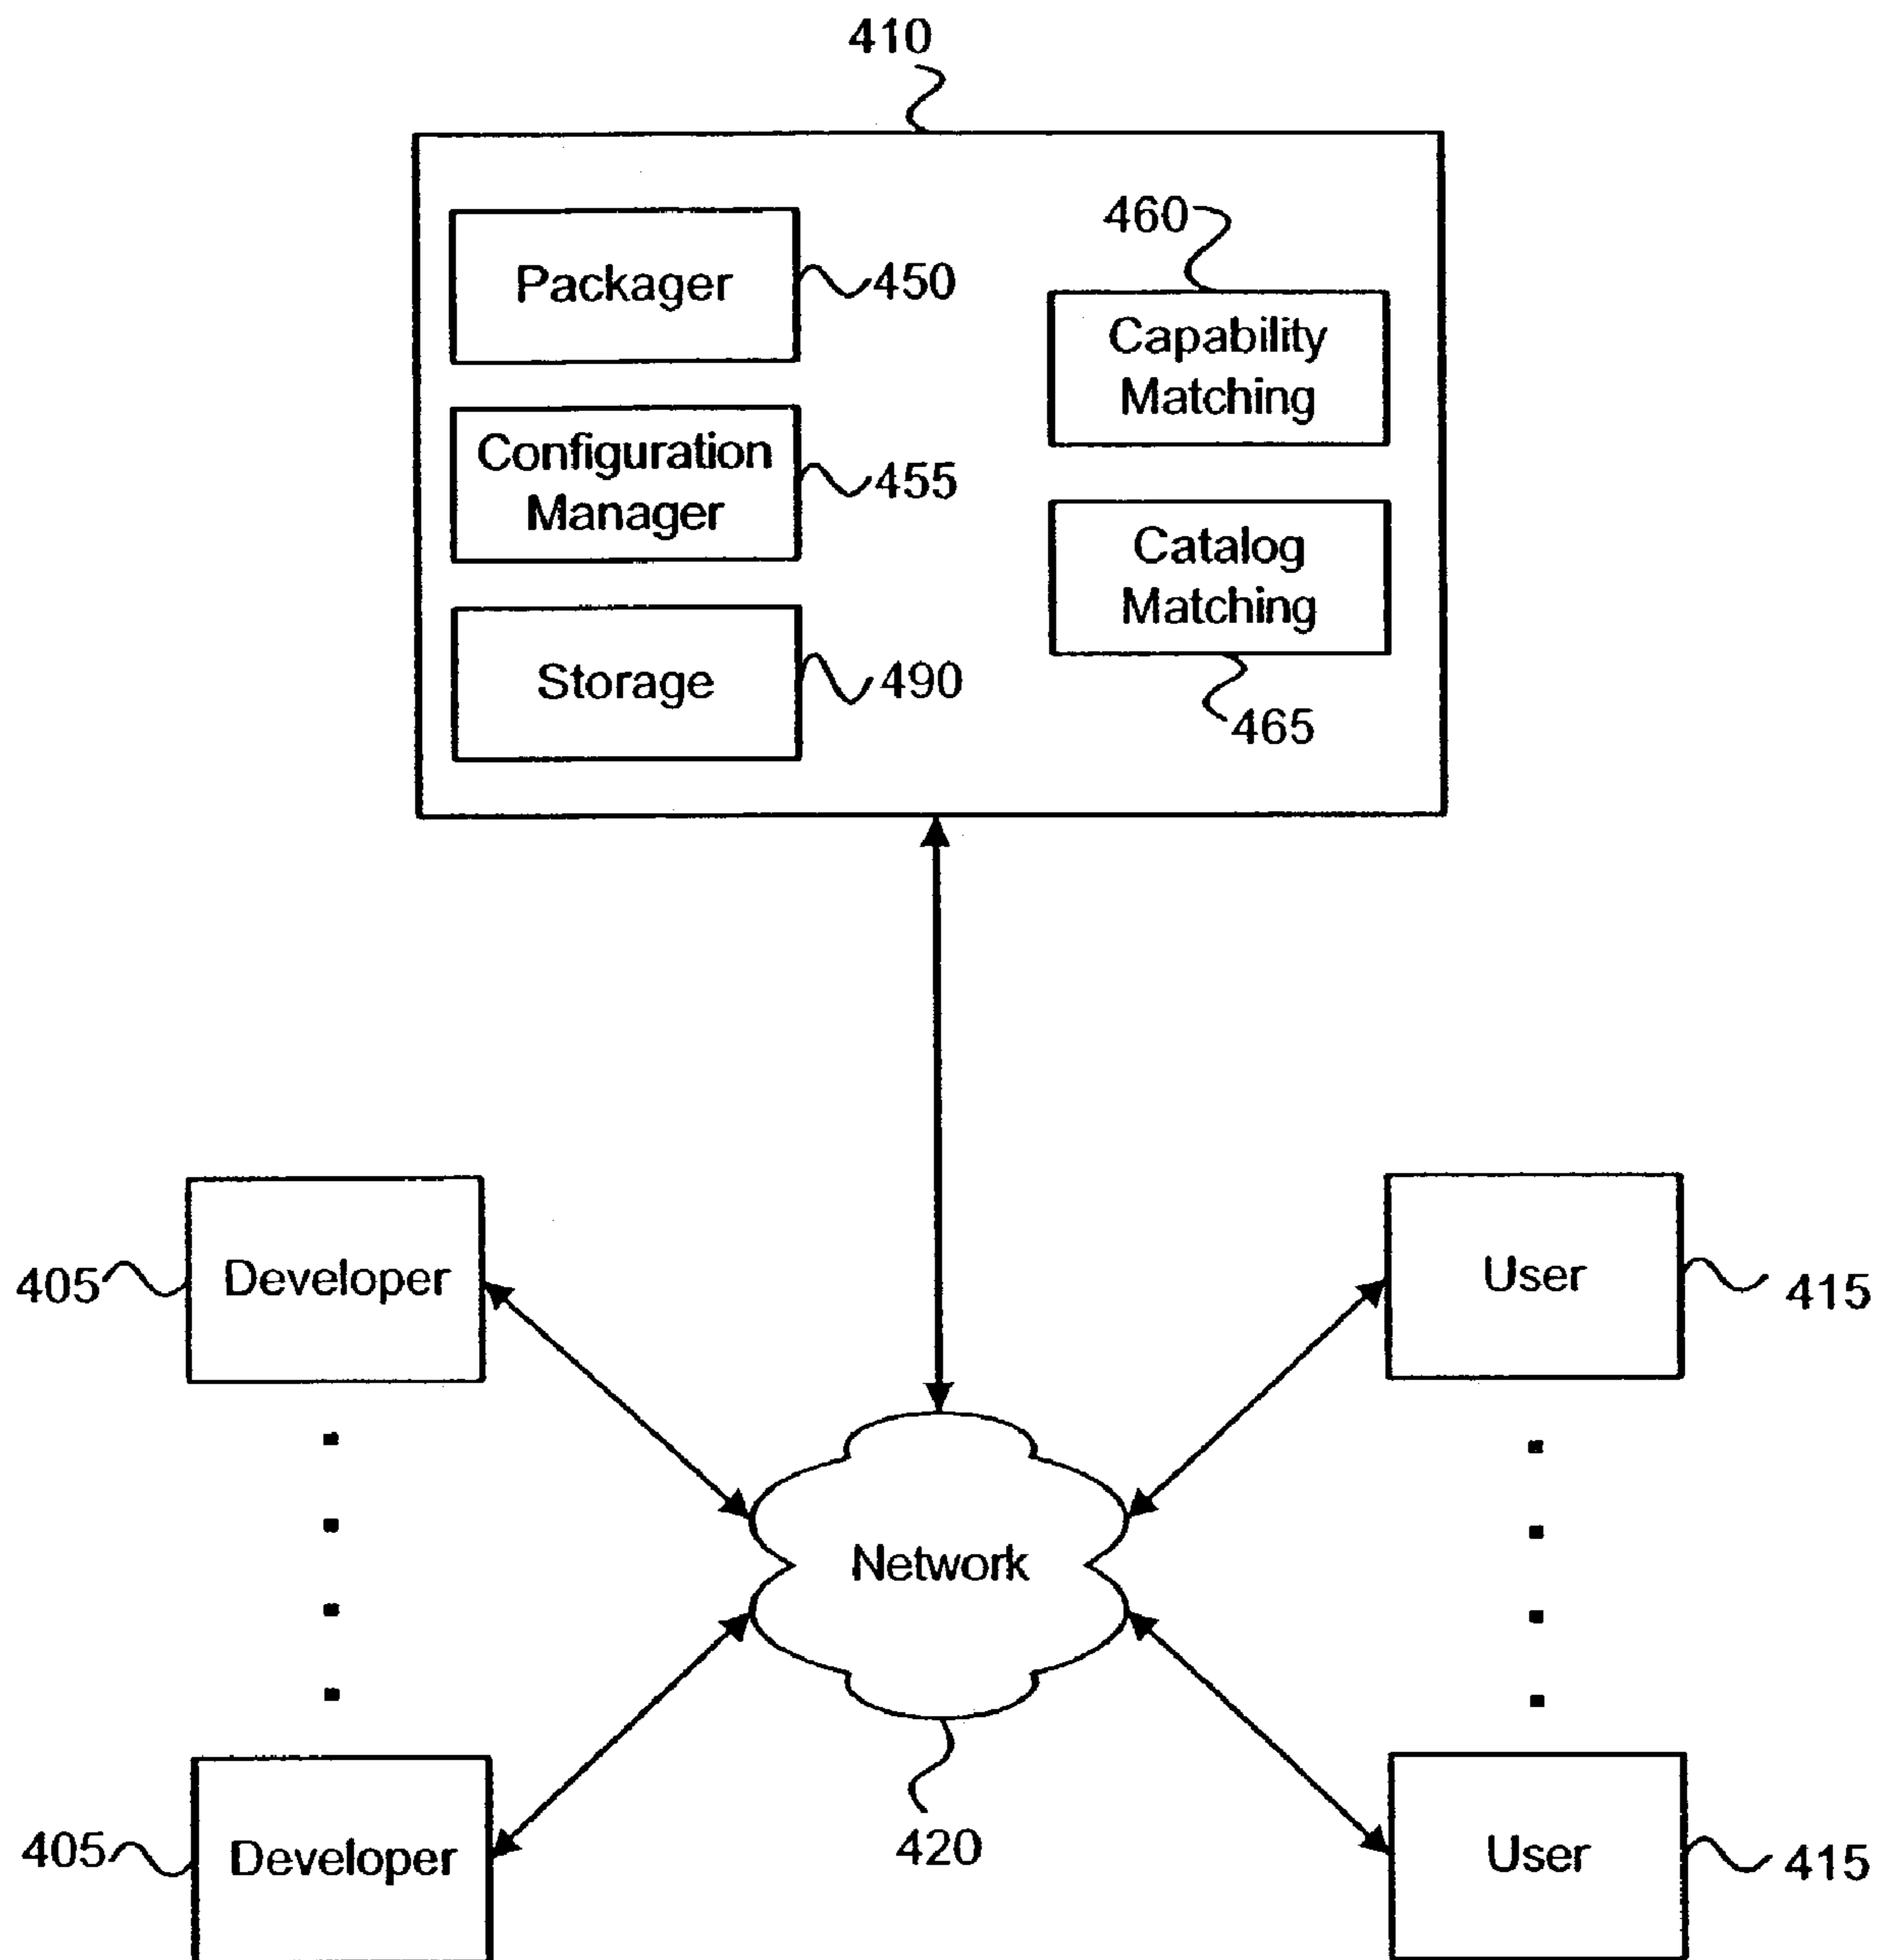 410
Packager
450
460
Capability
Matching
Configuration
Manager
455
Catalog
Matching
Storage
490
465
405
Developer
User
415
Network
405
Developer
420
User
415